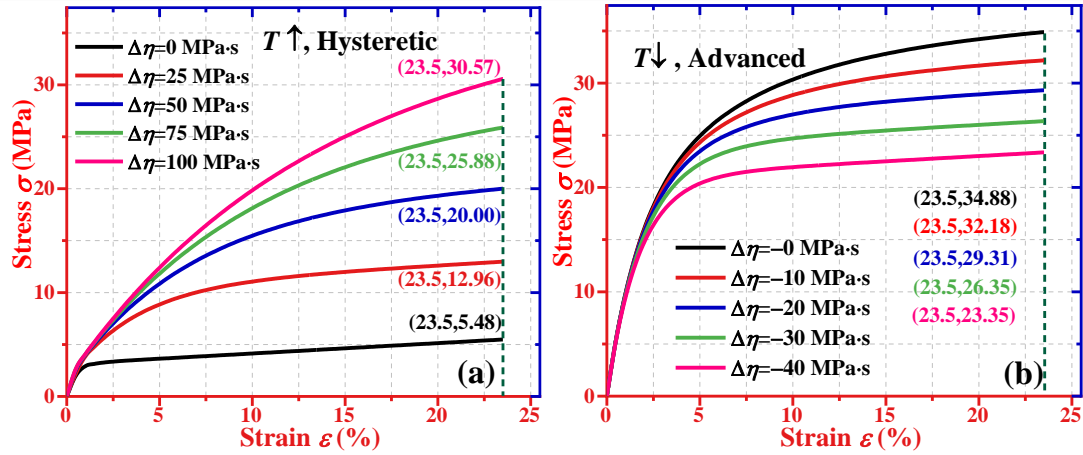 T↑, Hysteretic
Δη=0 MPa·s
Δη=25 MPa·s
Δη=50 MPa·s
Δη=75 MPa·s
Δη=100 MPa·s
(23.5,30.57)
(23.5,25.88)
(23.5,20.00)
(23.5,12.96)
(23.5,5.48)
(a)
Stress σ (MPa)
0
10
20
30
0
5
10
15
20
25
Strain ε (%)
T↓, Advanced
(23.5,34.88)
(23.5,32.18)
(23.5,29.31)
(23.5,26.35)
(23.5,23.35)
Δη=−0 MPa·s
Δη=−10 MPa·s
Δη=−20 MPa·s
Δη=−30 MPa·s
Δη=−40 MPa·s
(b)
Stress σ (MPa)
0
10
20
30
0
5
10
15
20
25
Strain ε (%)